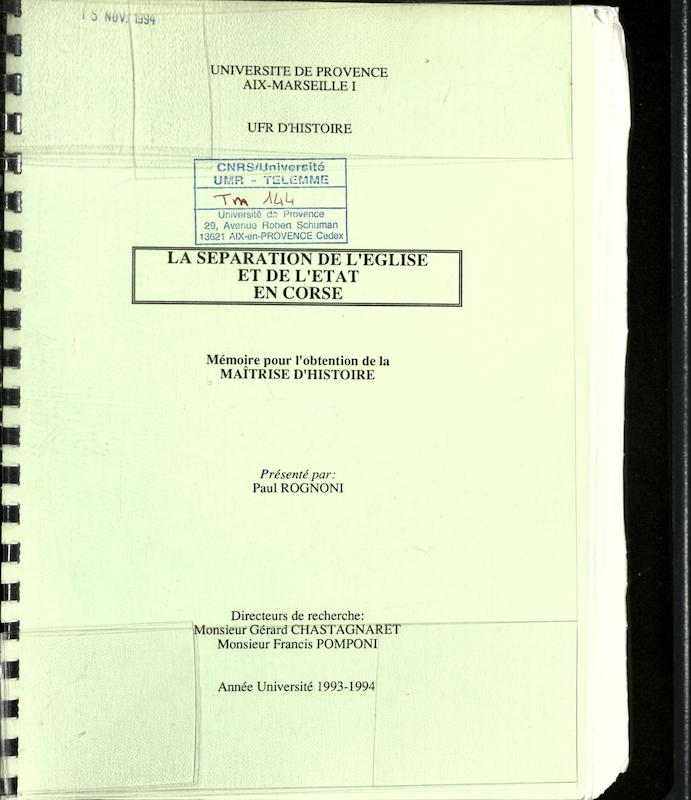 15 NOV. 1994
UNIVERSITE DE PROVENCE
AIX-MARSEILLE I
UFR D'HISTOIRE
CNRS/Université
UMR - TELEMME
Tm 144
Université de Provence
29, Avenue Robert Schuman
13621 AIX-en-PROVENCE Cedex
LA SEPARATION DE L'EGLISE
ET DE L'ETAT
EN CORSE
Mémoire pour l'obtention de la
MAÎTRISE D'HISTOIRE
Présenté par:
Paul ROGNONI
Directeurs de recherche:
Monsieur Gérard CHASTAGNARET
Monsieur Francis POMPONI
Année Université 1993-1994